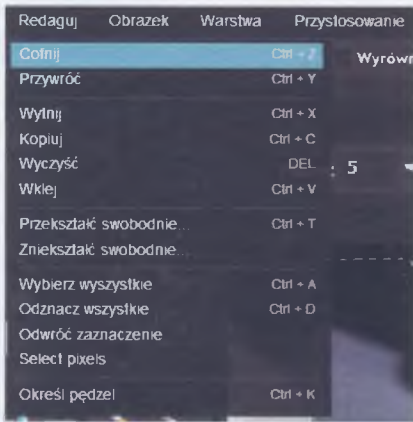 Redaguj Obrazek Warstwa Przystosowanie
Cofnij Ctrl + Z
Wyrówn
Przywróć Ctrl + Y
Wytnij Ctrl + X
Kopiuj Ctrl + C
Wyczyść DEL
: 5
Wklej Ctrl + V
Przekształć swobodnie...
Ctrl + T
Zniekształć swobodnie...
Wybierz wyszystkie Ctrl + A
Odznacz wszystkie Ctrl + D
Odwróć zaznaczenie
Select pixels
Określ pędzel Ctrl + K